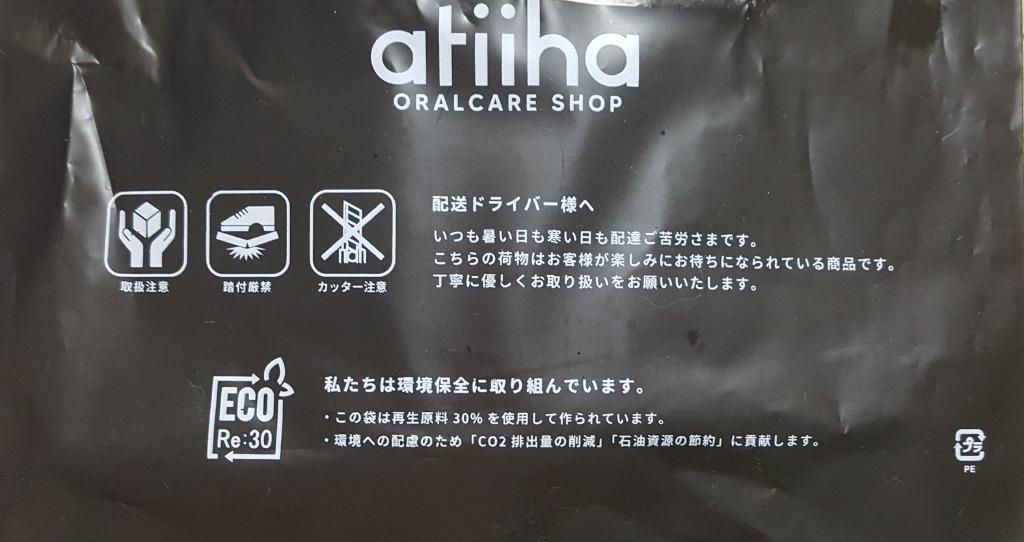 atiiha
ORALCARE SHOP
取扱注意
踏付厳禁
カッター注意
配送ドライバー様へ
いつも暑い日も寒い日も配達ご苦労さまです。
こちらの荷物はお客様が楽しみにお待ちになられている商品です。
丁寧に優しくお取り扱いをお願いいたします。
ECO
Re:30
私たちは環境保全に取り組んでいます。
・この袋は再生原料 30% を使用して作られています。
・環境への配慮のため「CO2 排出量の削減」「石油資源の節約」に貢献します。
プラ
PE